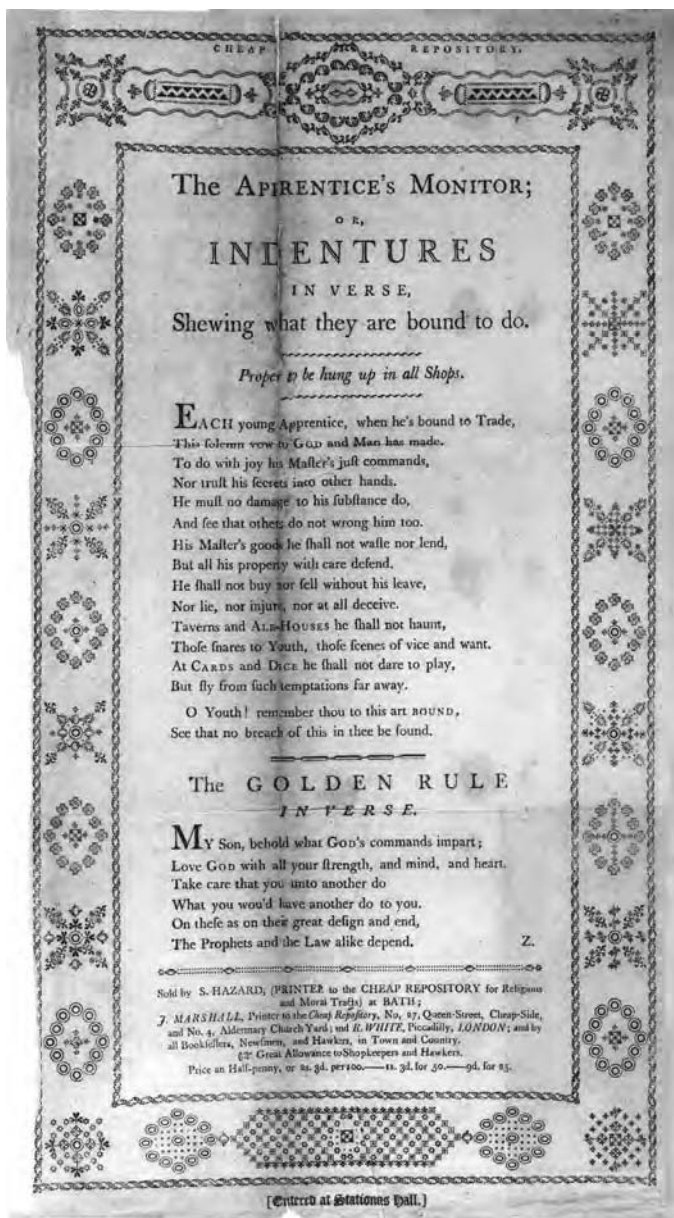 CHEAP REPOSITORY.
The APPRENTICE'S MONITOR;
OR,
INDENTURES
IN VERSE,
Shewing what they are bound to do.
Proper to be hung up in all Shops.
EACH young Apprentice, when he's bound to Trade,
This ſolemn vow to GOD and Man has made.
To do with joy his Maſter's juſt commands,
Nor truſt his ſecrets into other hands.
He muſt no damage to his ſubſtance do,
And ſee that others do not wrong him too.
His Maſter's goods he ſhall not waſte nor lend,
But all his property with care defend.
He ſhall not buy nor ſell without his leave,
Nor lie, nor injure, nor at all deceive.
Taverns and ALE-HOUSES he ſhall not haunt,
Thoſe ſnares to Youth, thoſe ſcenes of vice and want.
At CARDS and DICE he ſhall not dare to play,
But fly from ſuch temptations far away.
O Youth! remember thou to this art BOUND,
See that no breach of this in thee be found.
The GOLDEN RULE
IN VERSE.
MY Son, behold what GOD's commands impart;
Love GOD with all your ſtrength, and mind, and heart.
Take care that you unto another do
What you wou'd have another do to you.
On theſe as on their great deſign and end,
The Prophets and the Law alike depend. Z.
Sold by S. HAZARD, (PRINTER to the CHEAP REPOSITORY for Religious
and Moral Tracts) at BATH;
J. MARSHALL, Printer to the Cheap Repoſitory, No, 17, Queen-Street, Cheap-Side,
and No. 4, Aldermary Church Yard; and R. WHITE, Piccadilly, LONDON; and by
all Bookſellers, Newſmen, and Hawkers, in Town and Country.
Great Allowance to Shopkeepers and Hawkers.
Price an Half-penny, or 2s. 3d. per 100.—1s. 3d. for 50.—9d. for 25.
[Entered at Stationers Hall.]